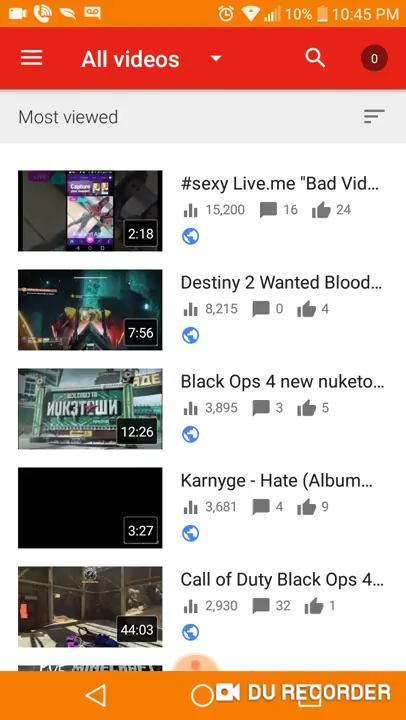 10% 10:45 PM
All videos 0
Most viewed
#sexy Live.me "Bad Vid...
15,200 16 24
2:18
Capture
Destiny 2 Wanted Blood...
8,215 0 4
7:56
Black Ops 4 new nuketo...
3,895 3 5
NUKETOWN
12:26
Karnyge - Hate (Album...
3,681 4 9
3:27
Call of Duty Black Ops 4...
2,930 32 1
44:03
DU RECORDER